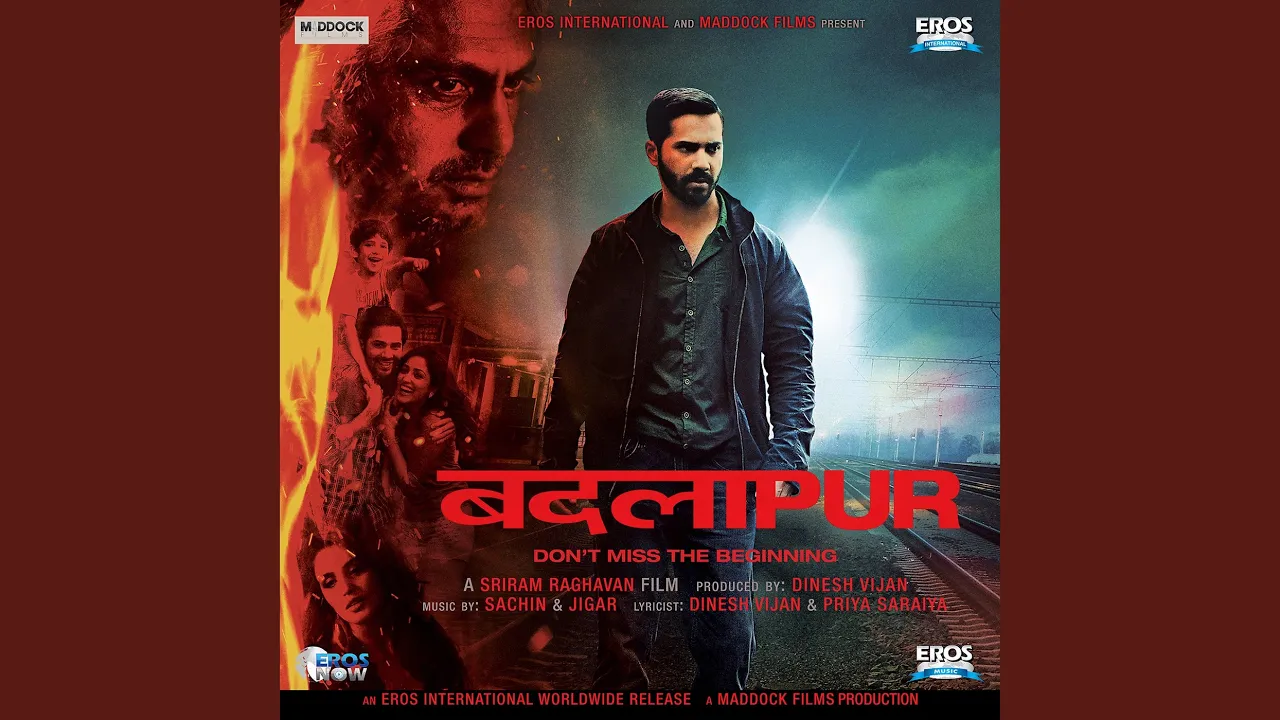 MADDOCK
FILMS
EROS INTERNATIONAL AND MADDOCK FILMS PRESENT
EROS
INTERNATIONAL
बदलाPUR
DON'T MISS THE BEGINNING
A SRIRAM RAGHAVAN FILM PRODUCED BY: DINESH VIJAN
MUSIC BY: SACHIN & JIGAR LYRICIST: DINESH VIJAN & PRIYA SARAIYA
EROS
NOW
EROS
MUSIC
AN EROS INTERNATIONAL WORLDWIDE RELEASE A MADDOCK FILMS PRODUCTION